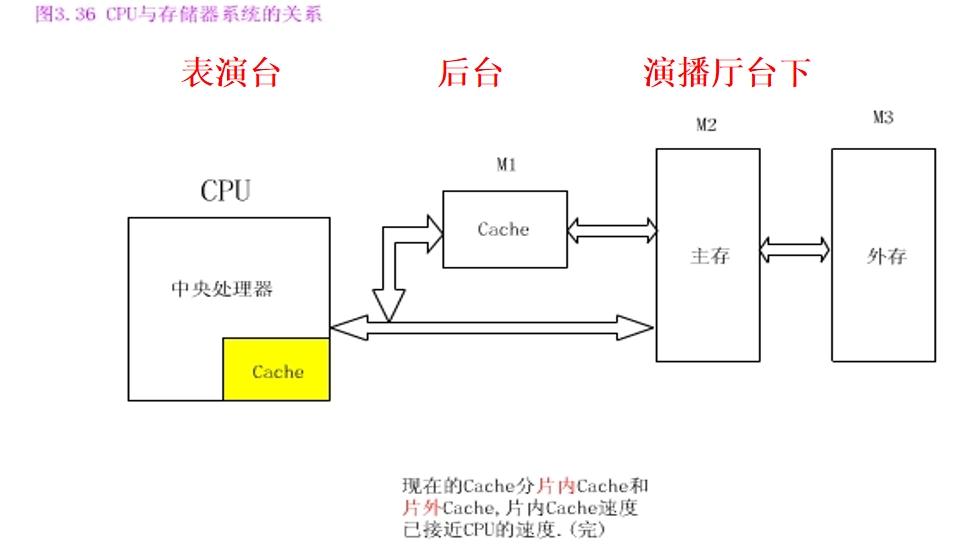 图3.36 CPU与存储器系统的关系
表演台
后台
演播厅台下
M2
M3
M1
CPU
Cache
主存
外存
中央处理器
Cache
现在的Cache分片内Cache和
片外Cache,片内Cache速度
已接近CPU的速度.(完)